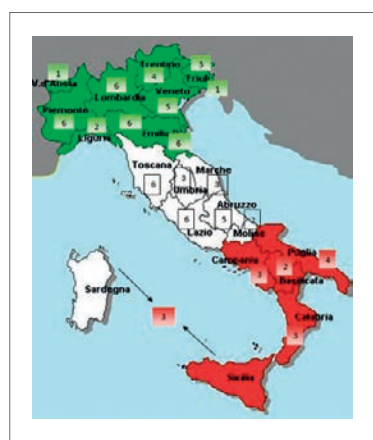 Trentino
3
Friuli
1
V.d'Aosta
6
4
Lombardia
Veneto
1
5
Piemonte
6
2
6
Liguria
Emilia
6
Toscana
Marche
3
6
Umbria
Abruzzo
6
5
Lazio
Molise
Puglia
Campania
3
2
4
Basilicata
Sardegna
Calabria
3
3
Sicilia